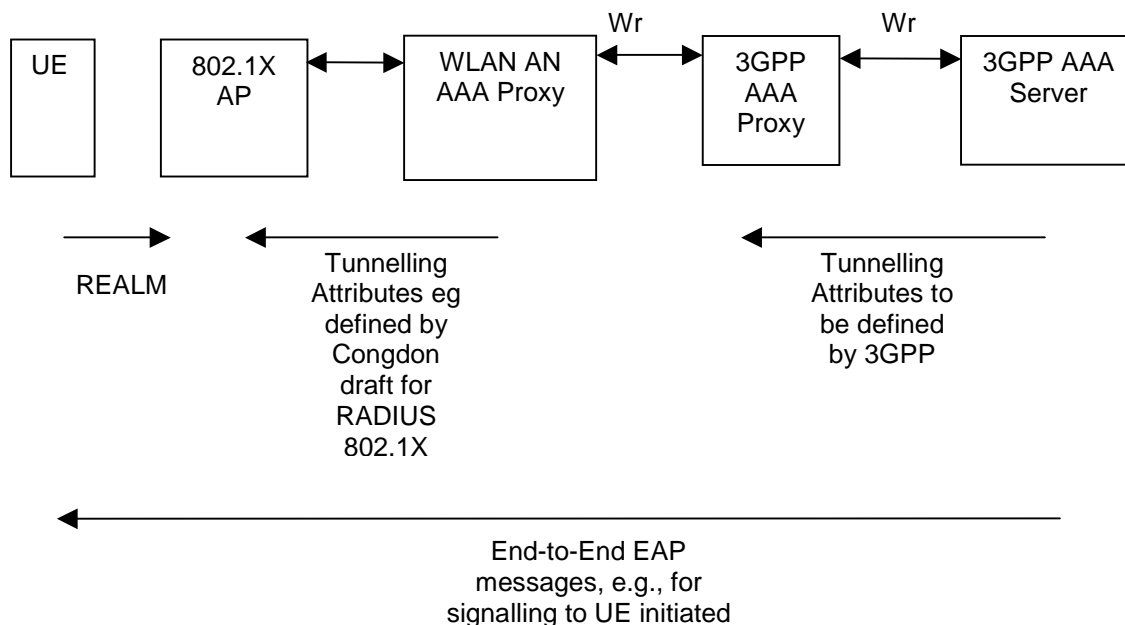 Wr
Wr
UE
802.1X
AP
WLAN AN
AAA Proxy
3GPP
AAA
Proxy
3GPP AAA
Server
REALM
Tunnelling
Attributes eg
defined by
Congdon
draft for
RADIUS
802.1X
Tunnelling
Attributes to
be defined
by 3GPP
End-to-End EAP
messages, e.g., for
signalling to UE initiated